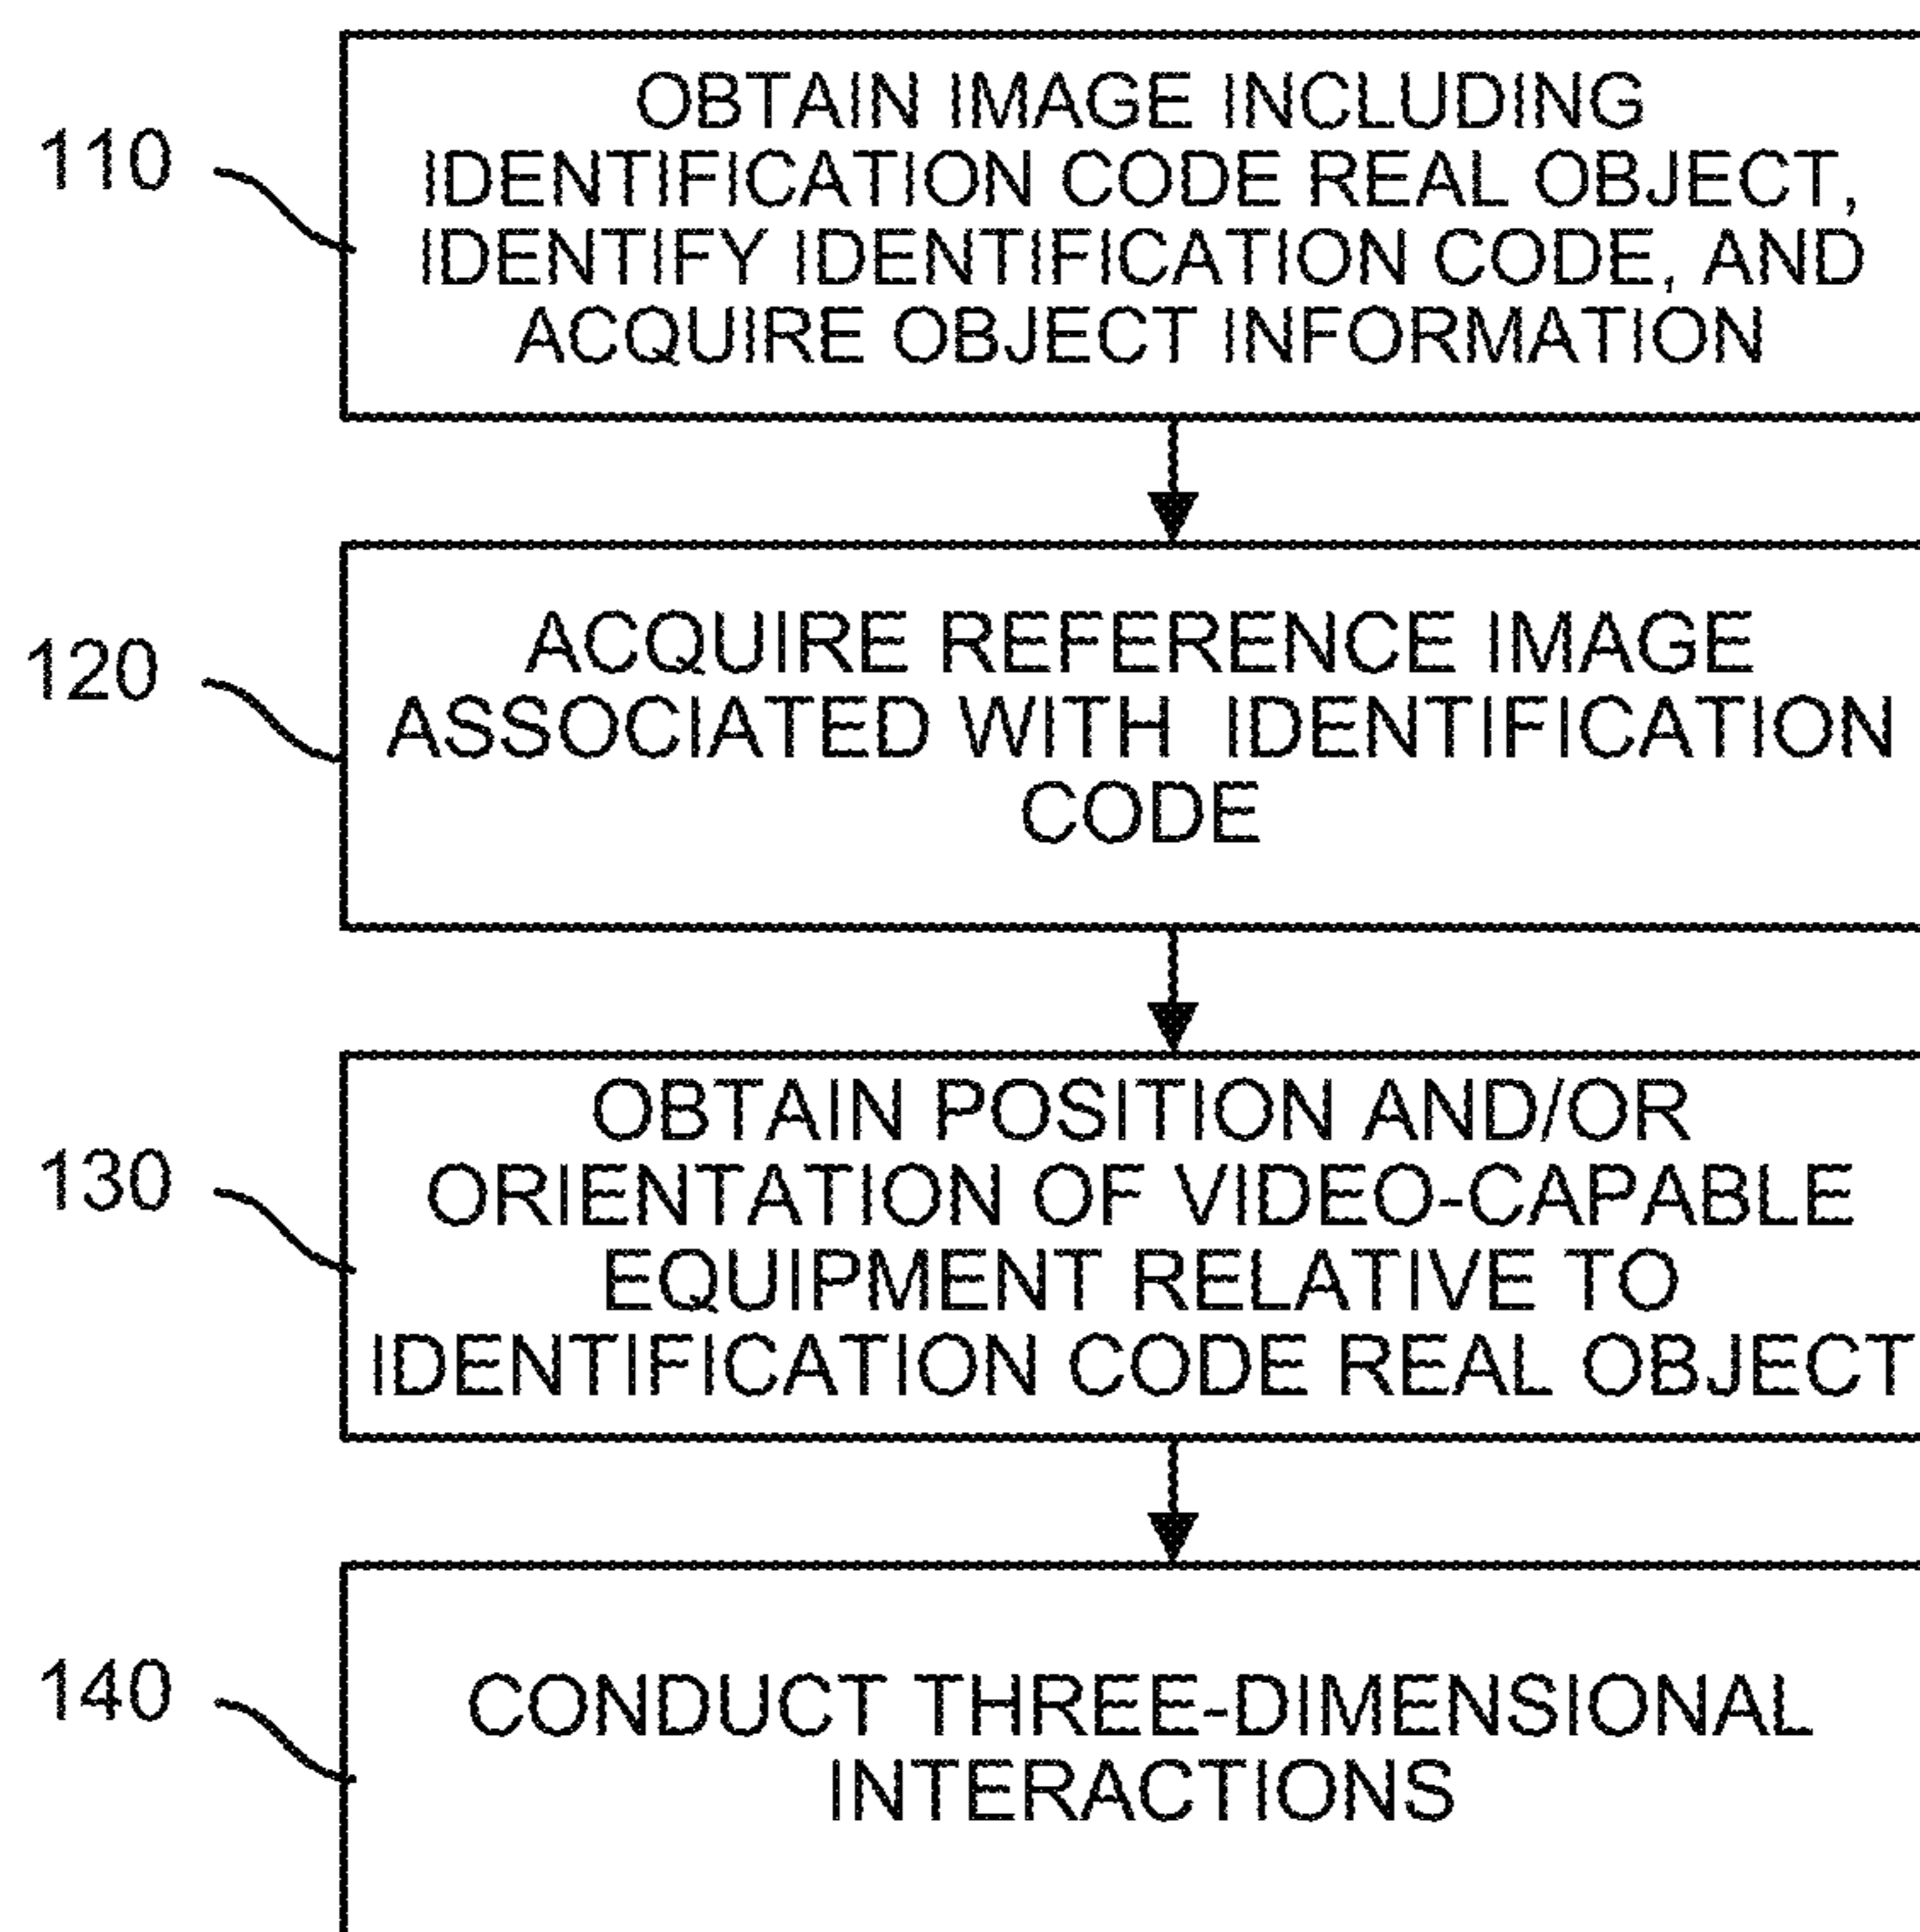 110
OBTAIN IMAGE INCLUDING
IDENTIFICATION CODE REAL OBJECT,
IDENTIFY IDENTIFICATION CODE, AND
ACQUIRE OBJECT INFORMATION
120
ACQUIRE REFERENCE IMAGE
ASSOCIATED WITH IDENTIFICATION
CODE
130
OBTAIN POSITION AND/OR
ORIENTATION OF VIDEO-CAPABLE
EQUIPMENT RELATIVE TO
IDENTIFICATION CODE REAL OBJECT
140
CONDUCT THREE-DIMENSIONAL
INTERACTIONS